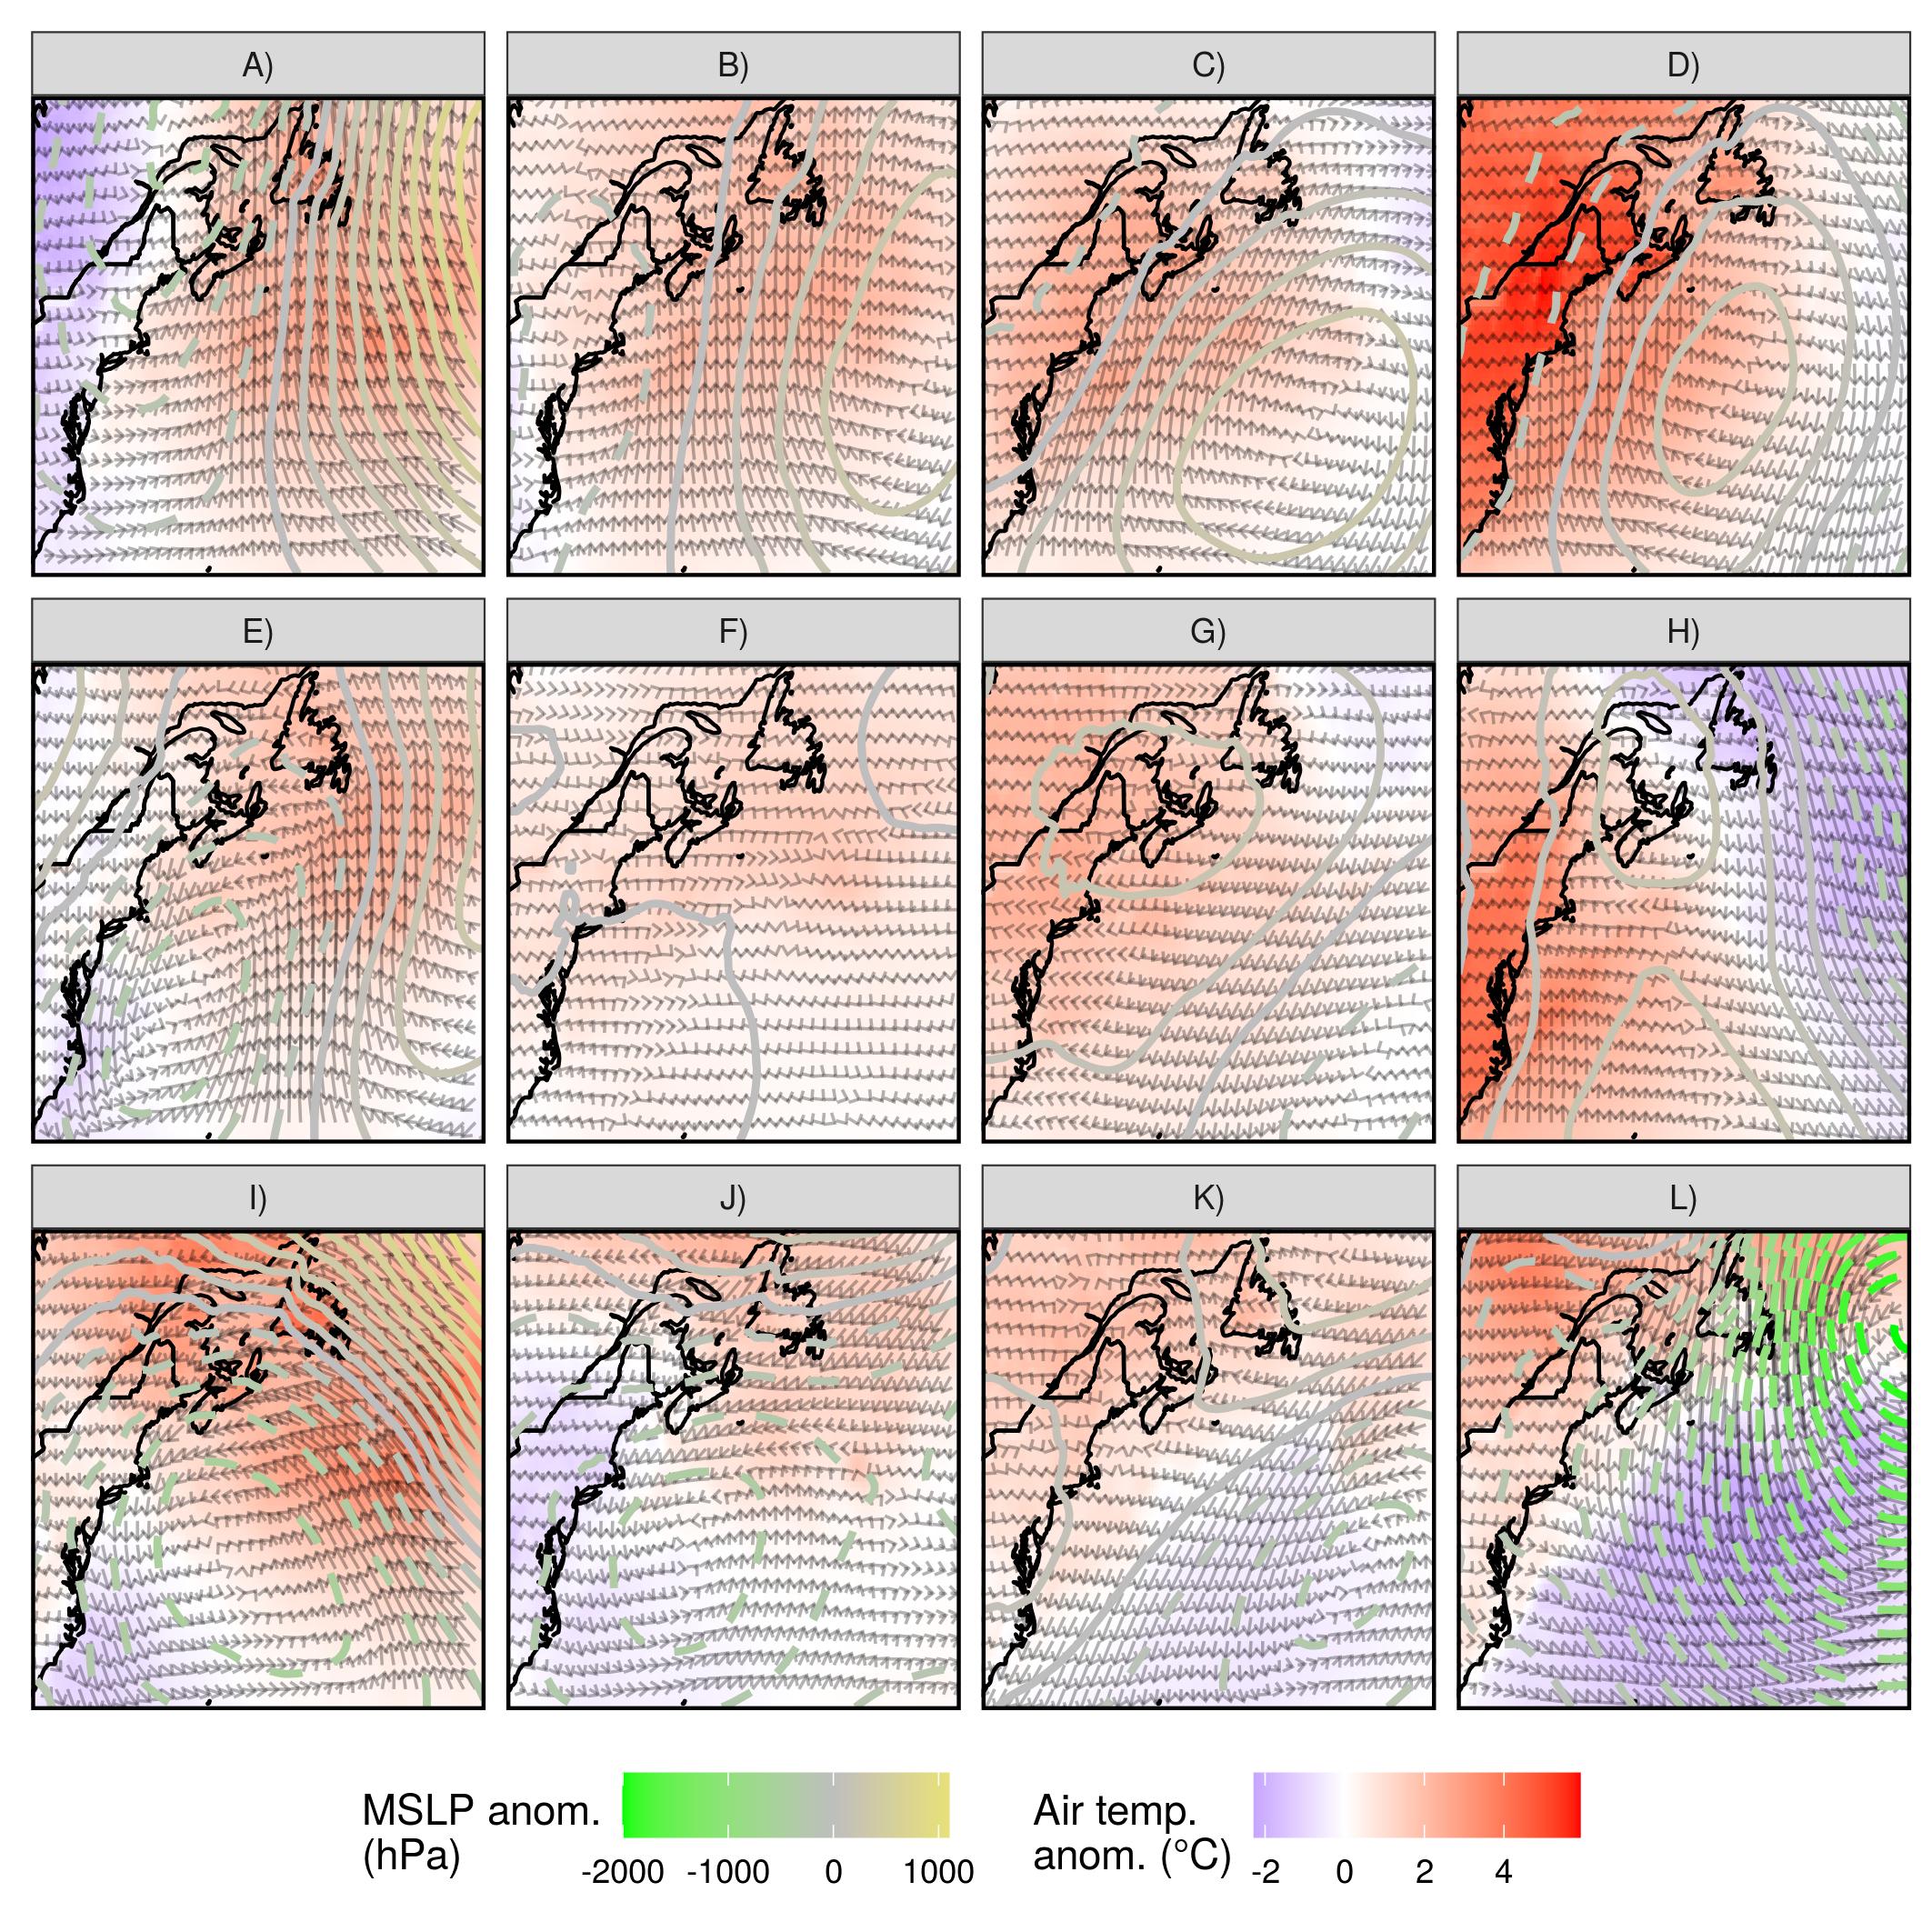 A)
B)
C)
D)
E)
F)
G)
H)
I)
J)
K)
L)
MSLP anom.
(hPa)
-2000 -1000 0 1000
Air temp.
anom. (°C)
-2 0 2 4